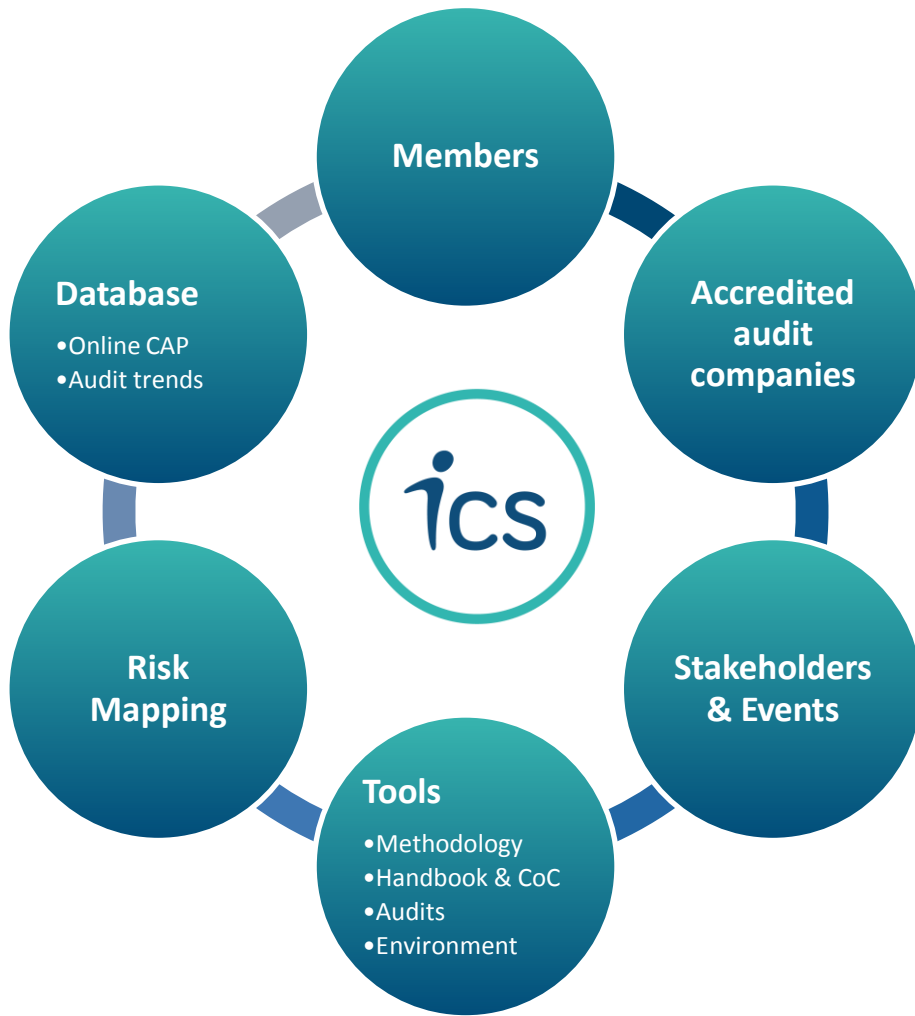 Members
Accredited
audit
companies
Stakeholders
& Events
Tools
•Methodology
•Handbook & CoC
•Audits
•Environment
Risk
Mapping
Database
•Online CAP
•Audit trends
ics